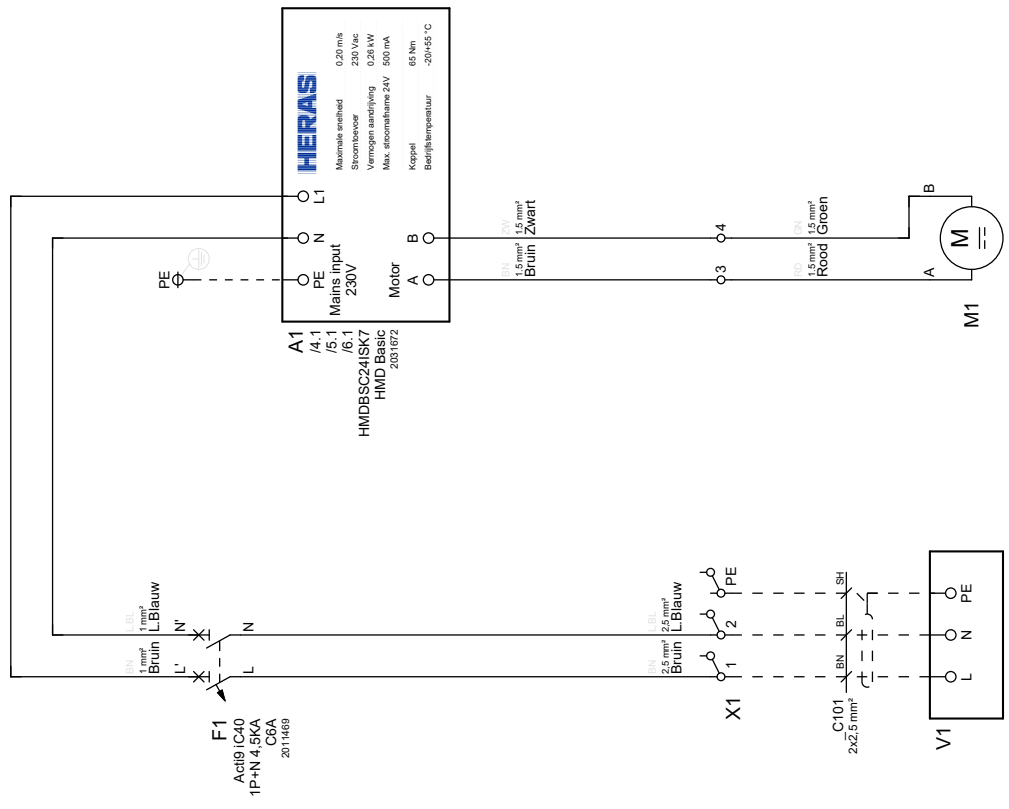 HERAS
Maximale snelheid 0,20 m/s
Stroomtoevoer 230 Vac
Vermogen aandrijving 0,26 kW
Max. stroomafname 24V 500 mA
Koppel 65 Nm
Bedrijfstemperatuur -20/+55 °C
PE N L1
Mains input
230V
Motor
A B
PE
A1
/4.1
/5.1
/6.1
HMDBSC24ISK7
HMD Basic
2031672
BN ZW
1.5 mm² 1.5 mm²
Bruin Zwart
3 4
RD GN
1.5 mm² 1.5 mm²
Rood Groen
A B
M
M1
BN L.BL
1 mm² 1 mm²
Bruin L.Blauw
L' N'
L N
F1
Acti9 iC40
1P+N 4,5KA
C6A
2011469
BN L.BL
2,5 mm² 2,5 mm²
Bruin L.Blauw
X1
1 2 PE
BN BL SH
_C101
2x2,5 mm²
L N PE
V1